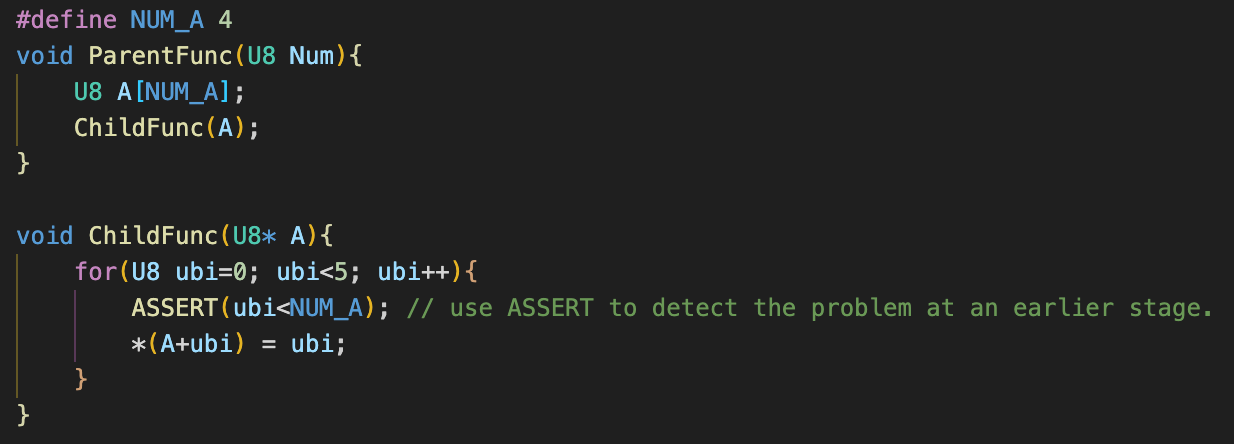 #define NUM_A 4
void ParentFunc(U8 Num){
    U8 A[NUM_A];
    ChildFunc(A);
}

void ChildFunc(U8* A){
    for(U8 ubi=0; ubi<5; ubi++){
        ASSERT(ubi<NUM_A); // use ASSERT to detect the problem at an earlier stage.
        *(A+ubi) = ubi;
    }
}